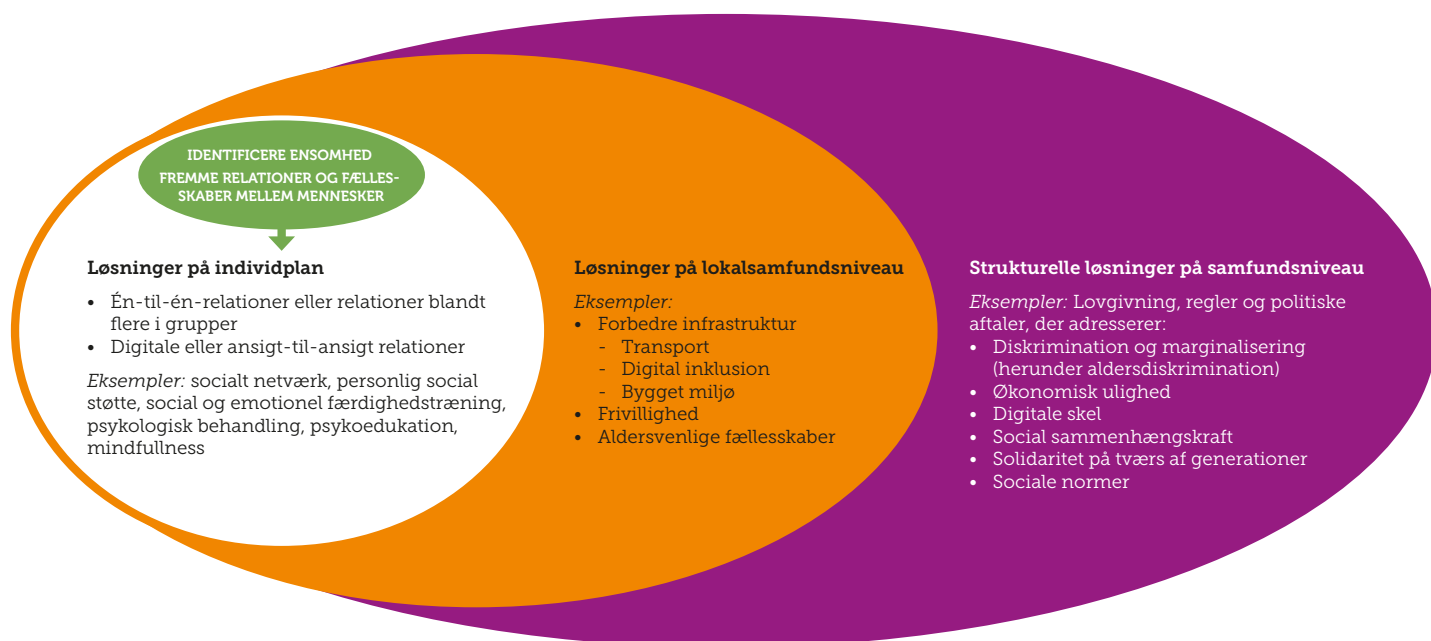 IDENTIFICERE ENSOMHED
FREMME RELATIONER OG FÆLLES-
SKABER MELLEM MENNESKER
Løsninger på individplan
• Én-til-én-relationer eller relationer blandt
flere i grupper
• Digitale eller ansigt-til-ansigt relationer
Eksempler: socialt netværk, personlig social
støtte, social og emotionel færdighedstræning,
psykologisk behandling, psykoedukation,
mindfullness
Løsninger på lokalsamfundsniveau
Eksempler:
• Forbedre infrastruktur
- Transport
- Digital inklusion
- Bygget miljø
• Frivillighed
• Aldersvenlige fællesskaber
Strukturelle løsninger på samfundsniveau
Eksempler: Lovgivning, regler og politiske
aftaler, der adresserer:
• Diskrimination og marginalisering
(herunder aldersdiskrimination)
• Økonomisk ulighed
• Digitale skel
• Social sammenhængskraft
• Solidaritet på tværs af generationer
• Sociale normer